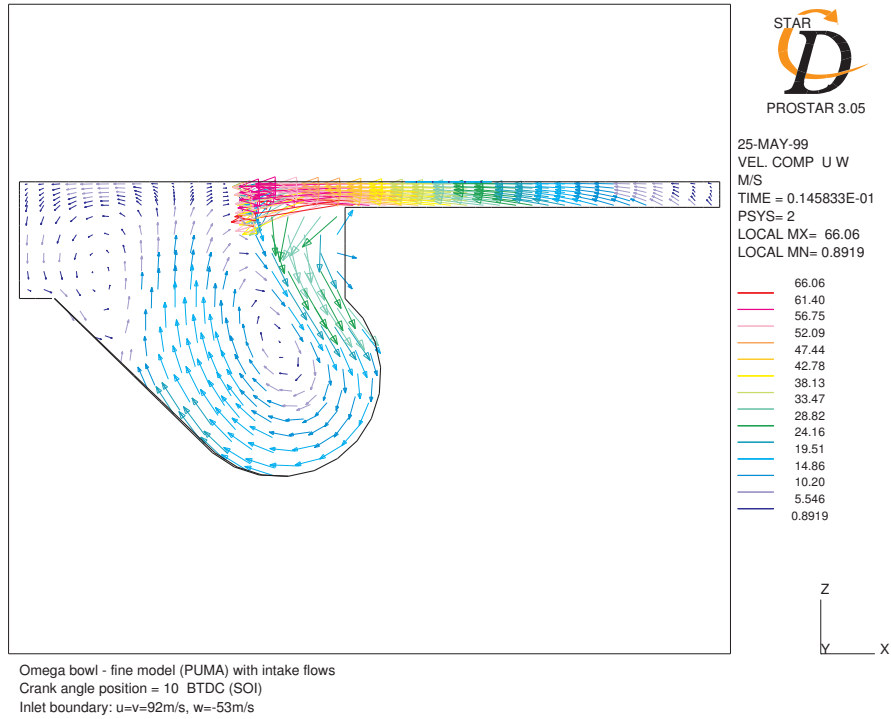 STAR
D
PROSTAR 3.05
25-MAY-99
VEL. COMP U W
M/S
TIME = 0.145833E-01
PSYS= 2
LOCAL MX= 66.06
LOCAL MN= 0.8919
66.06
61.40
56.75
52.09
47.44
42.78
38.13
33.47
28.82
24.16
19.51
14.86
10.20
5.546
0.8919
Z
Y
X
Omega bowl - fine model (PUMA) with intake flows
Crank angle position = 10 BTDC (SOI)
Inlet boundary: u=v=92m/s, w=-53m/s